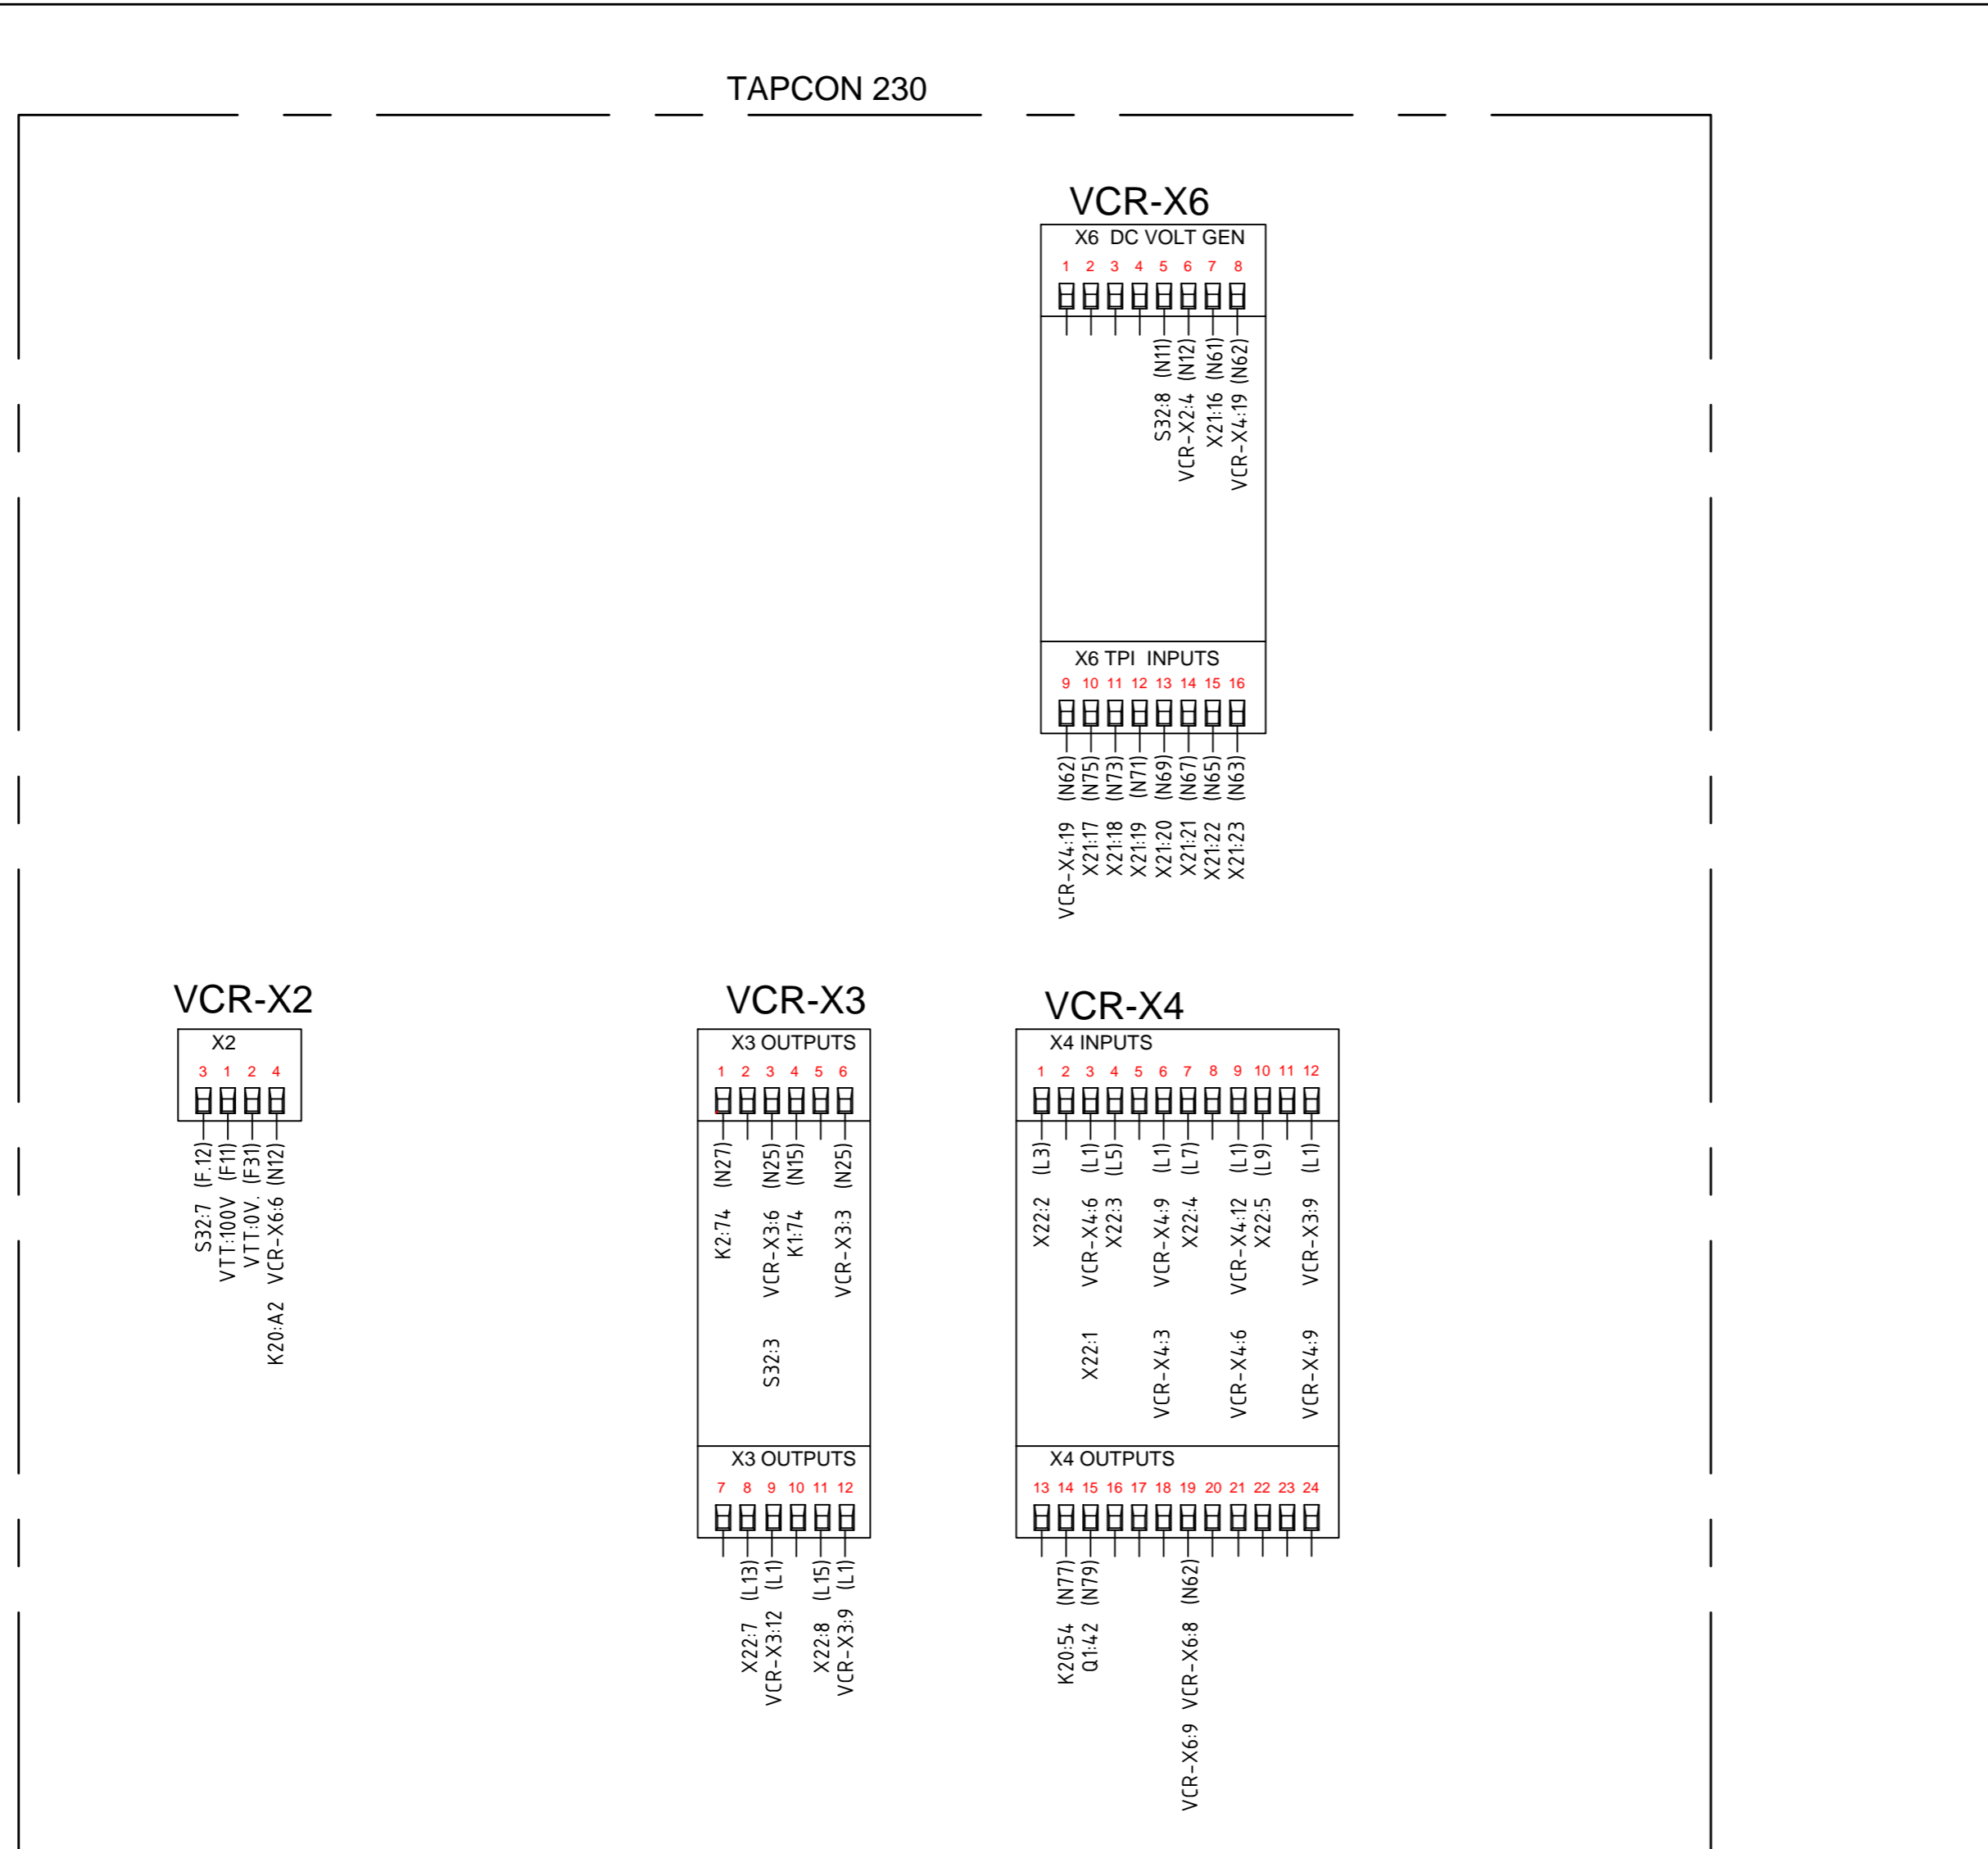 TAPCON 230
VCR-X6
X6 DC VOLT GEN
1 2 3 4 5 6 7 8
S32:8 (N11)
VCR-X2:4 (N12)
X21:16 (N61)
VCR-X4:19 (N62)
X6 TPI INPUTS
9 10 11 12 13 14 15 16
VCR-X4:19 (N62)
X21:17 (N75)
X21:18 (N73)
X21:19 (N71)
X21:20 (N69)
X21:21 (N67)
X21:22 (N65)
X21:23 (N63)
VCR-X2
X2
3 1 2 4
S32:7 (F.12)
VTT:100V (F11)
VTT:0V. (F31)
K20:A2 VCR-X6:6 (N12)
VCR-X3
X3 OUTPUTS
1 2 3 4 5 6
K2:74 (N27)
S32:3 VCR-X3:6 (N25)
K1:74 (N15)
VCR-X3:3 (N25)
X3 OUTPUTS
7 8 9 10 11 12
X22:7 (L13)
VCR-X3:12 (L1)
X22:8 (L15)
VCR-X3:9 (L1)
VCR-X4
X4 INPUTS
1 2 3 4 5 6 7 8 9 10 11 12
X22:2 (L3)
X22:1 VCR-X4:6 (L1)
X22:3 (L5)
VCR-X4:3 VCR-X4:9 (L1)
X22:4 (L7)
VCR-X4:6 VCR-X4:12 (L1)
X22:5 (L9)
VCR-X4:9 VCR-X3:9 (L1)
X4 OUTPUTS
13 14 15 16 17 18 19 20 21 22 23 24
K20:54 (N77)
Q1:42 (N79)
VCR-X6:9 VCR-X6:8 (N62)